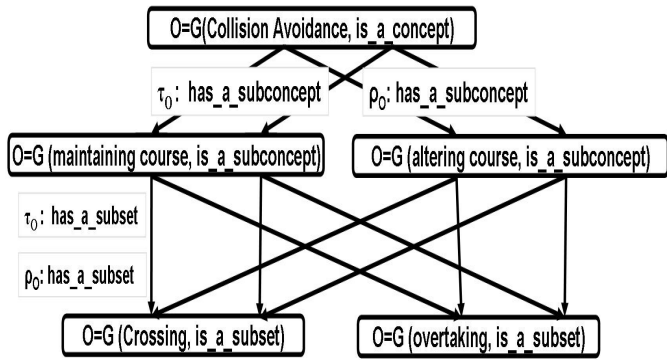 O=G(Collision Avoidance, is_a_concept)
τ₀: has_a_subconcept
ρ₀: has_a_subconcept
O=G (maintaining course, is_a_subconcept)
O=G (altering course, is_a_subconcept)
τ₀: has_a_subset
ρ₀: has_a_subset
O=G (Crossing, is_a_subset)
O=G (overtaking, is_a_subset)